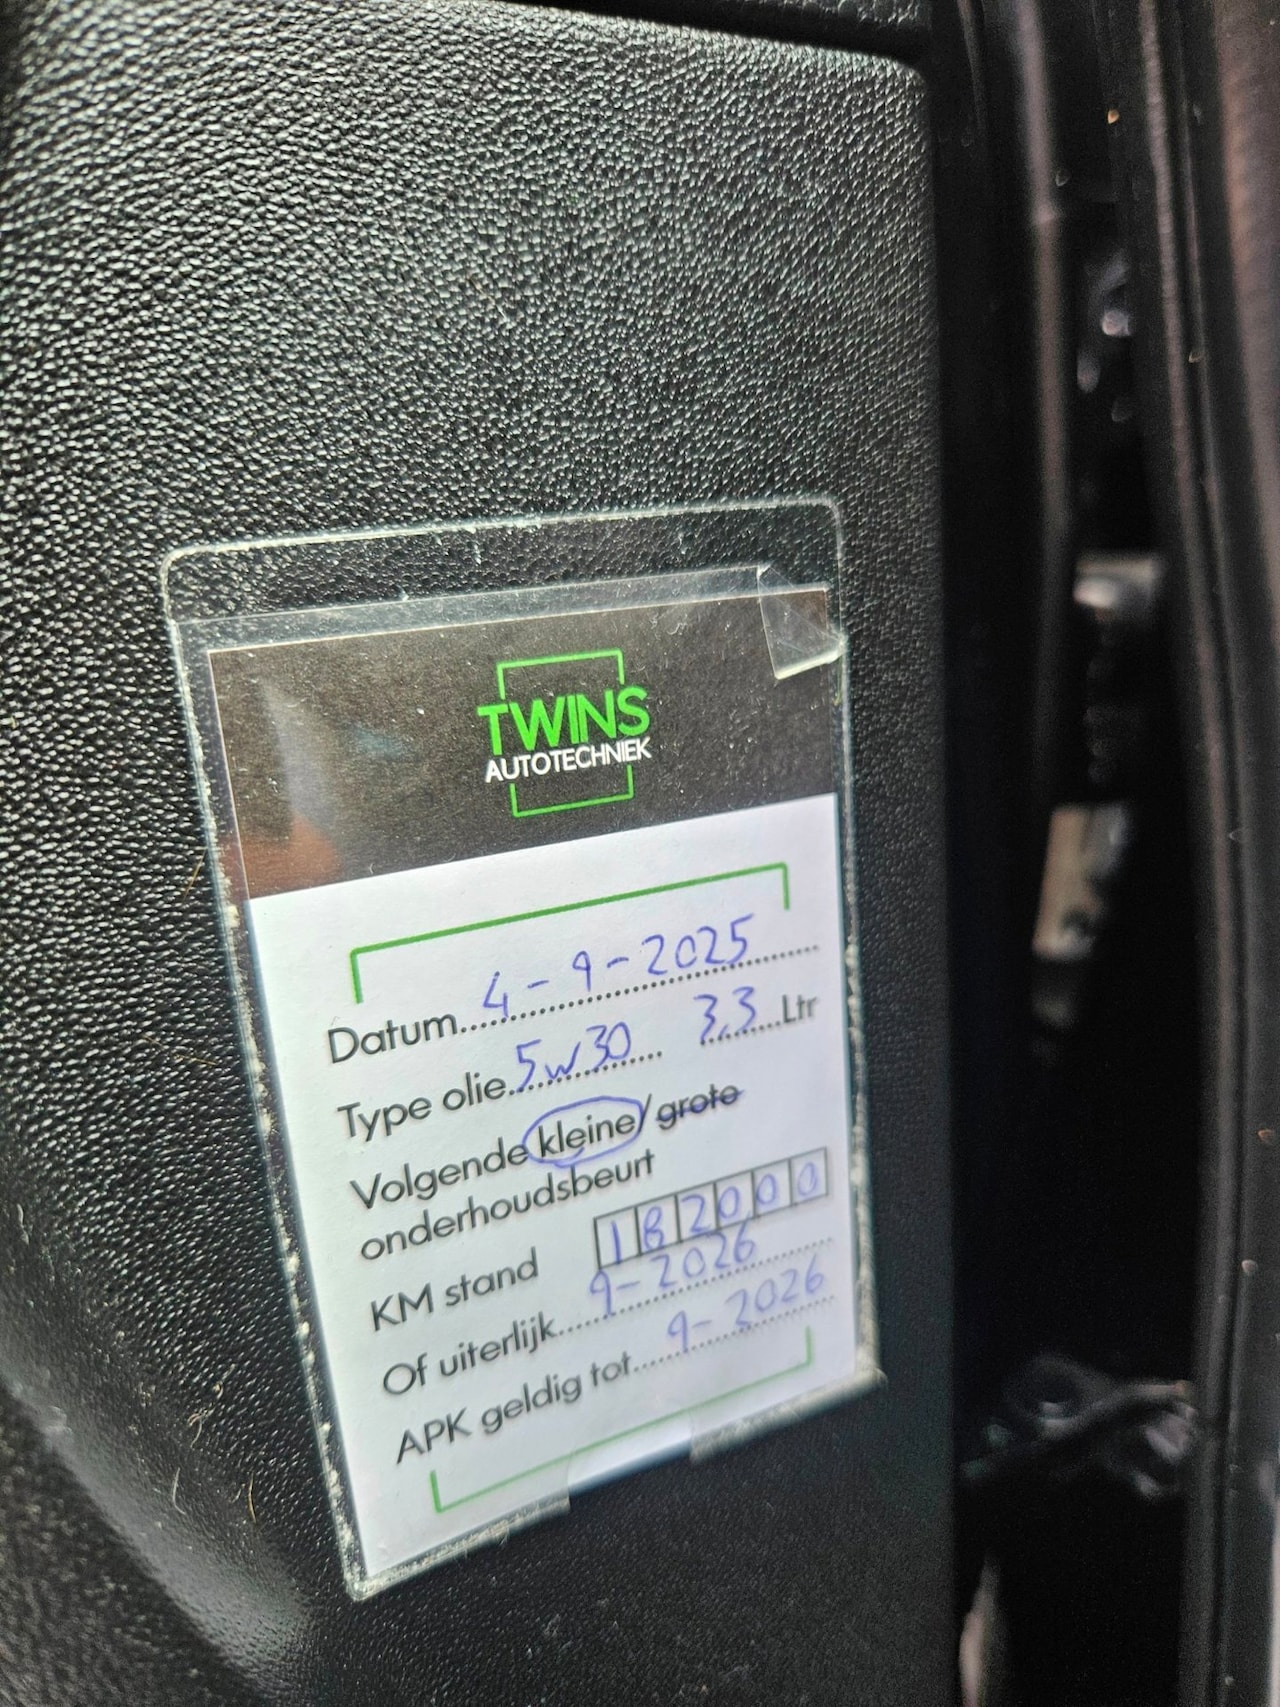 TWINS
AUTOTECHNIEK
Datum 4-9-2025
Type olie 5w30 3.3 Ltr
Volgende kleine/grote
onderhoudsbeurt
KM stand 182000
Of uiterlijk 9-2026
APK geldig tot 9-2026